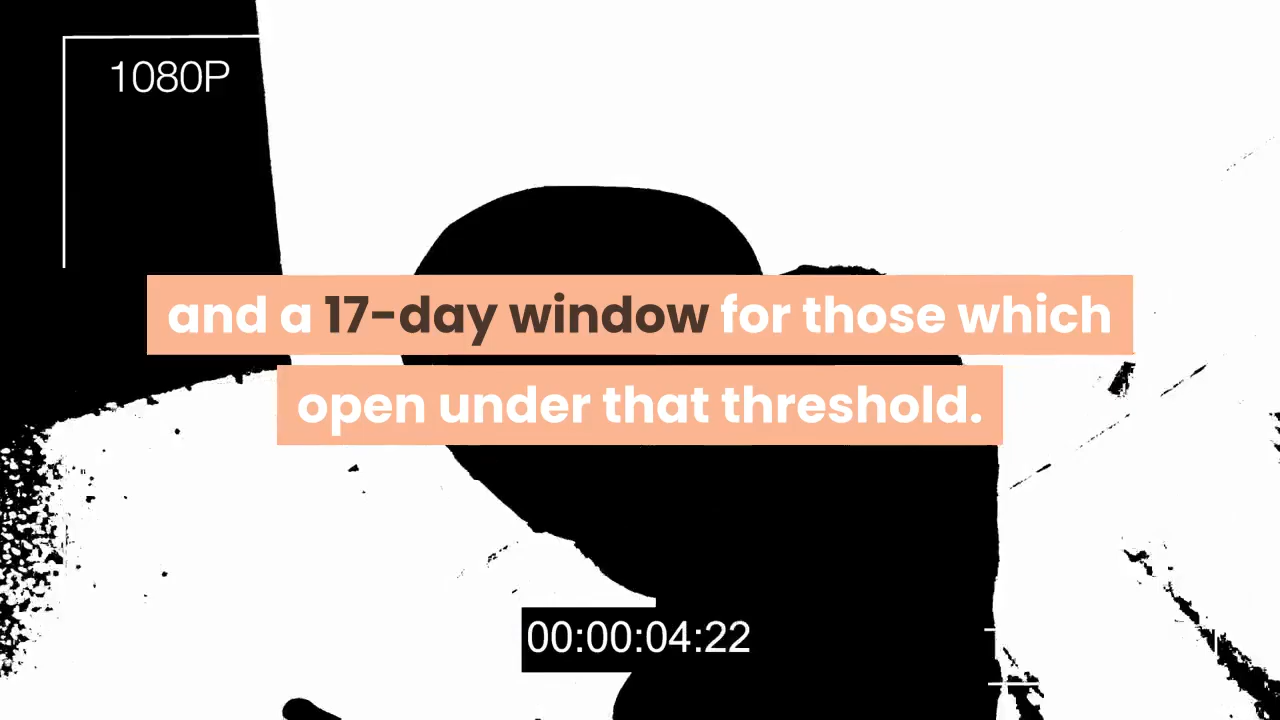 1080P
and a 17-day window for those which
open under that threshold.
00:00:04:22